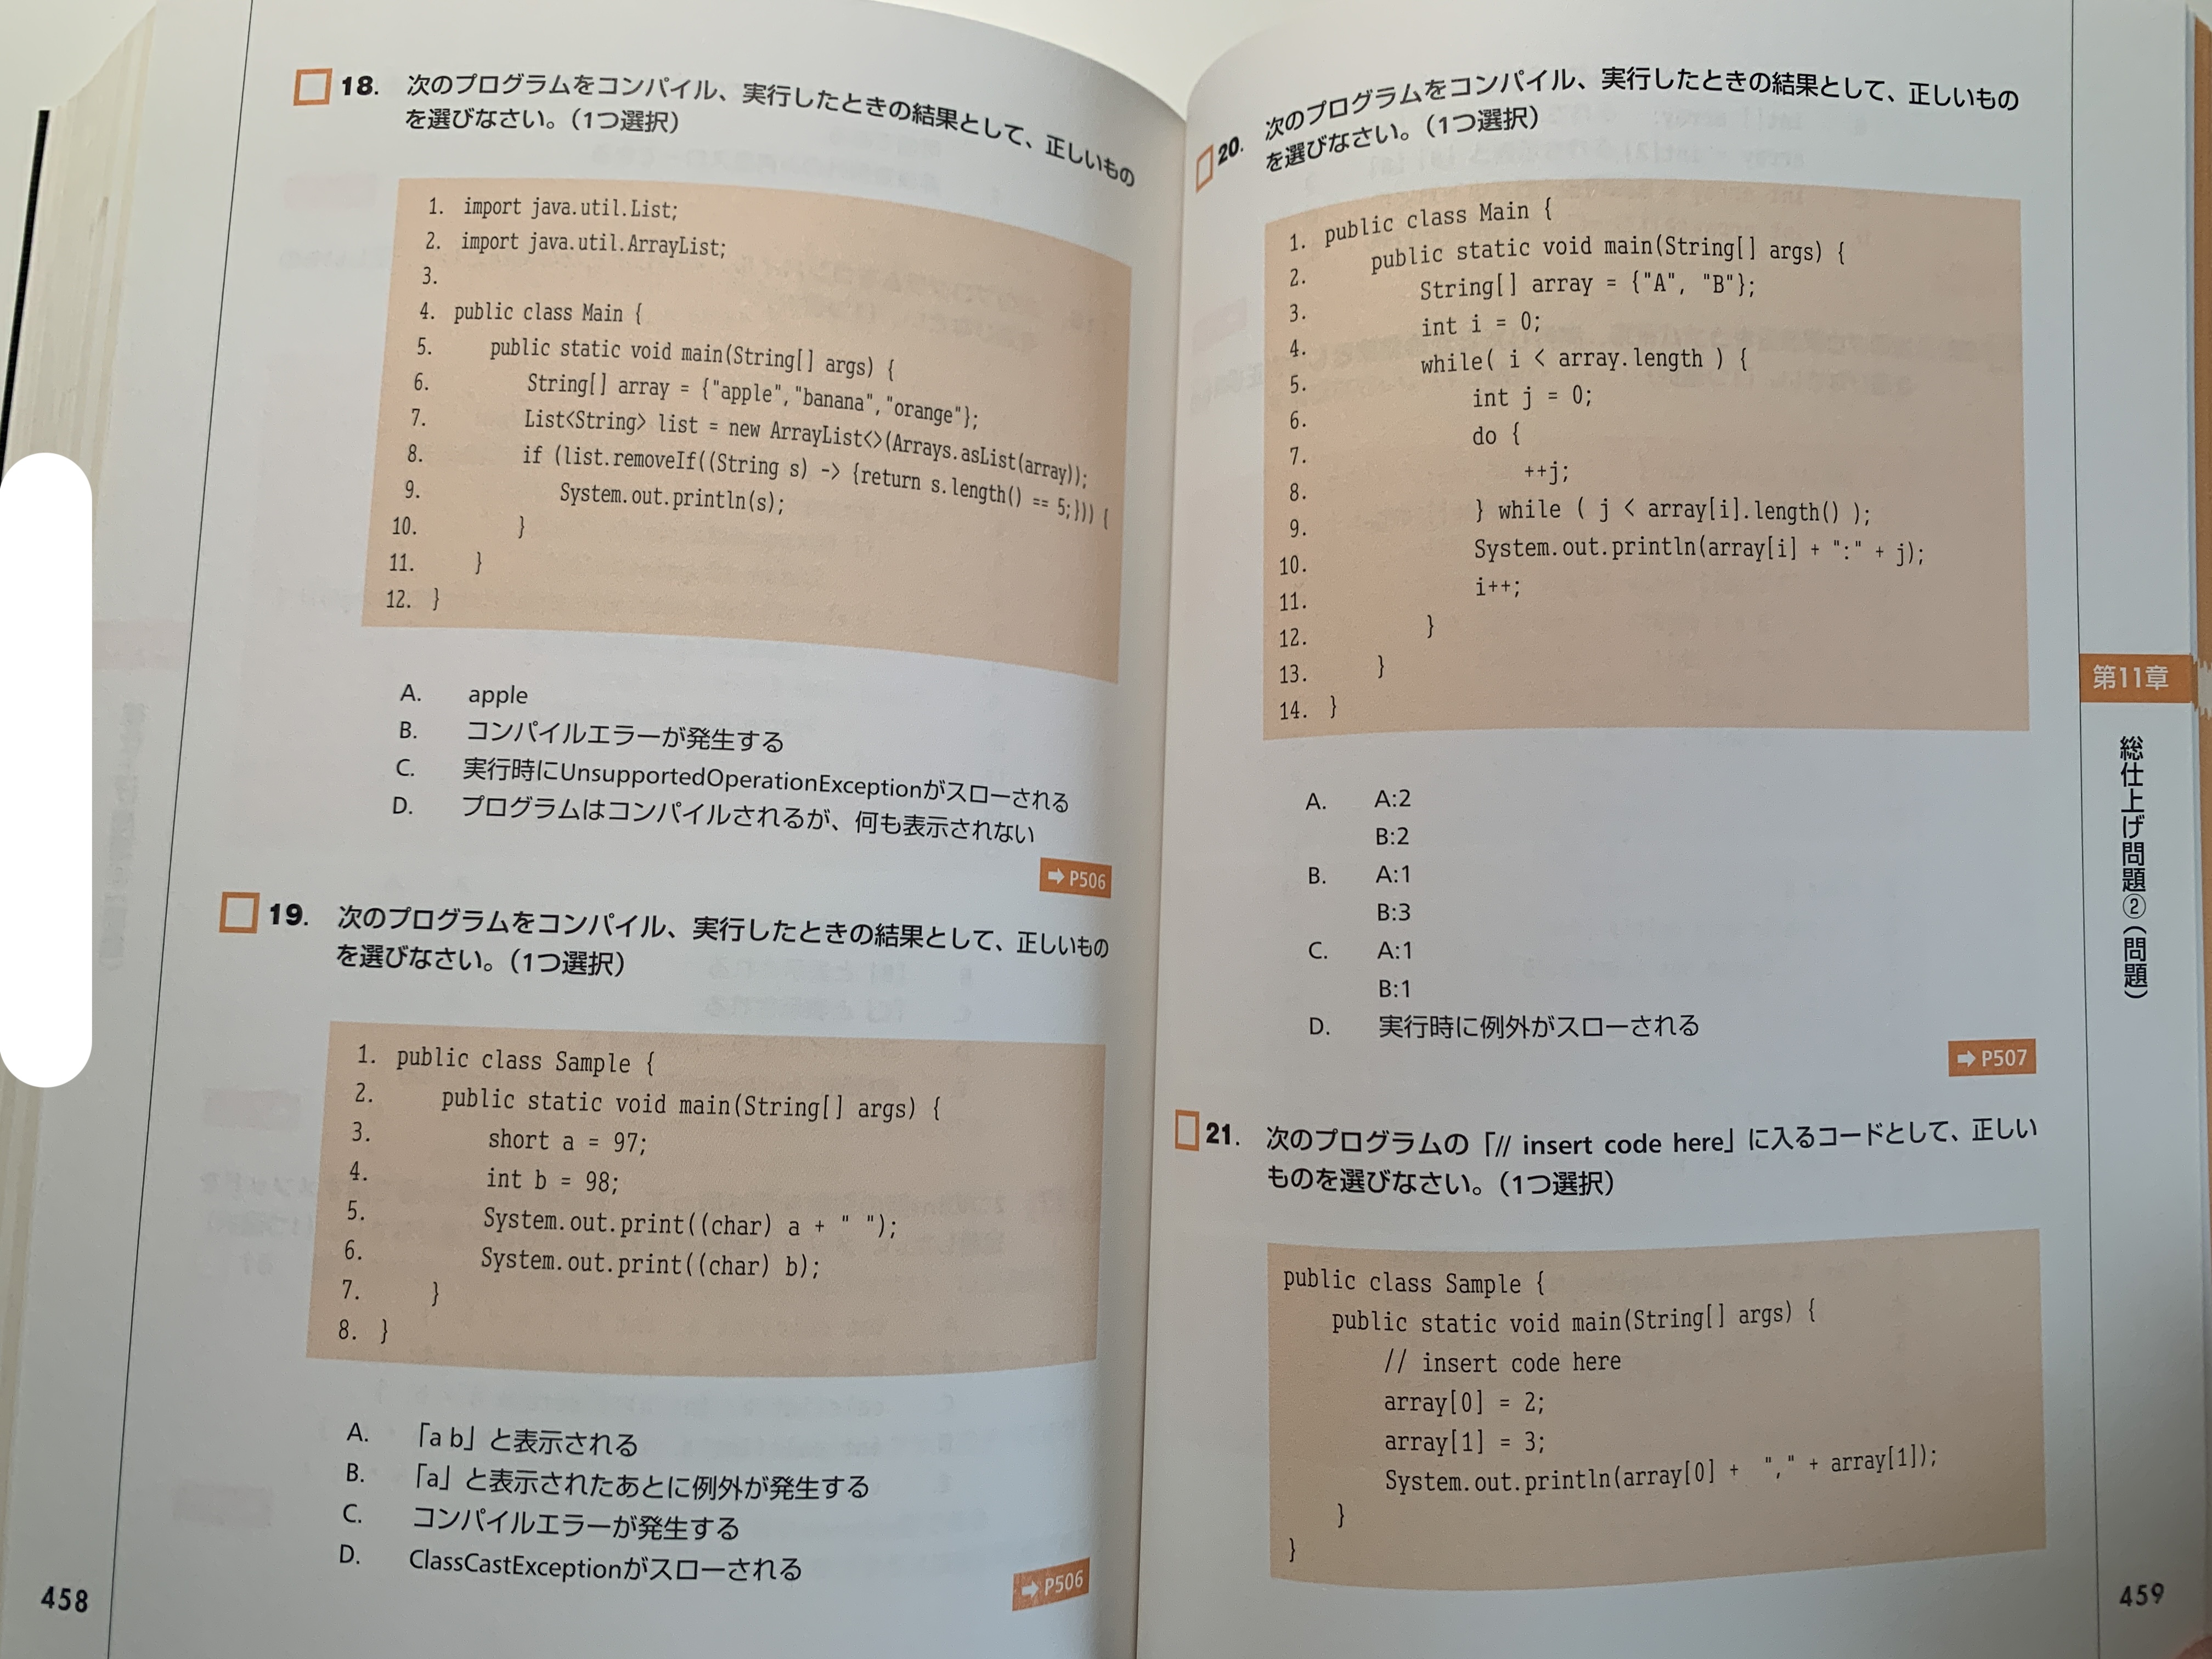 18. 次のプログラムをコンパイル、実行したときの結果として、正しいもの
を選びなさい。（1つ選択）
1. import java.util.List;
2. import java.util.ArrayList;
3.
4. public class Main {
5. public static void main(String[] args) {
6. String[] array = {"apple","banana","orange"};
7. List<String> list = new ArrayList<>(Arrays.asList(array));
8. if (list.removeIf((String s) -> {return s.length() == 5;})) {
9. System.out.println(s);
10. }
11. }
12. }
A. apple
B. コンパイルエラーが発生する
C. 実行時にUnsupportedOperationExceptionがスローされる
D. プログラムはコンパイルされるが、何も表示されない
➡ P506
19. 次のプログラムをコンパイル、実行したときの結果として、正しいもの
を選びなさい。（1つ選択）
1. public class Sample {
2. public static void main(String[] args) {
3. short a = 97;
4. int b = 98;
5. System.out.print((char) a + " ");
6. System.out.print((char) b);
7. }
8. }
A. 「a b」と表示される
B. 「a」と表示されたあとに例外が発生する
C. コンパイルエラーが発生する
D. ClassCastExceptionがスローされる
➡ P506
458
20. 次のプログラムをコンパイル、実行したときの結果として、正しいもの
を選びなさい。（1つ選択）
1. public class Main {
2. public static void main(String[] args) {
3. String[] array = {"A", "B"};
4. int i = 0;
5. while( i < array.length ) {
6. int j = 0;
7. do {
8. ++j;
9. } while ( j < array[i].length() );
10. System.out.println(array[i] + ":" + j);
11. i++;
12. }
13. }
14. }
A. A:2
B:2
B. A:1
B:3
C. A:1
B:1
D. 実行時に例外がスローされる
➡ P507
21. 次のプログラムの「// insert code here」に入るコードとして、正しい
ものを選びなさい。（1つ選択）
public class Sample {
public static void main(String[] args) {
// insert code here
array[0] = 2;
array[1] = 3;
System.out.println(array[0] + "," + array[1]);
}
}
第11章
総仕上げ問題②（問題）
459